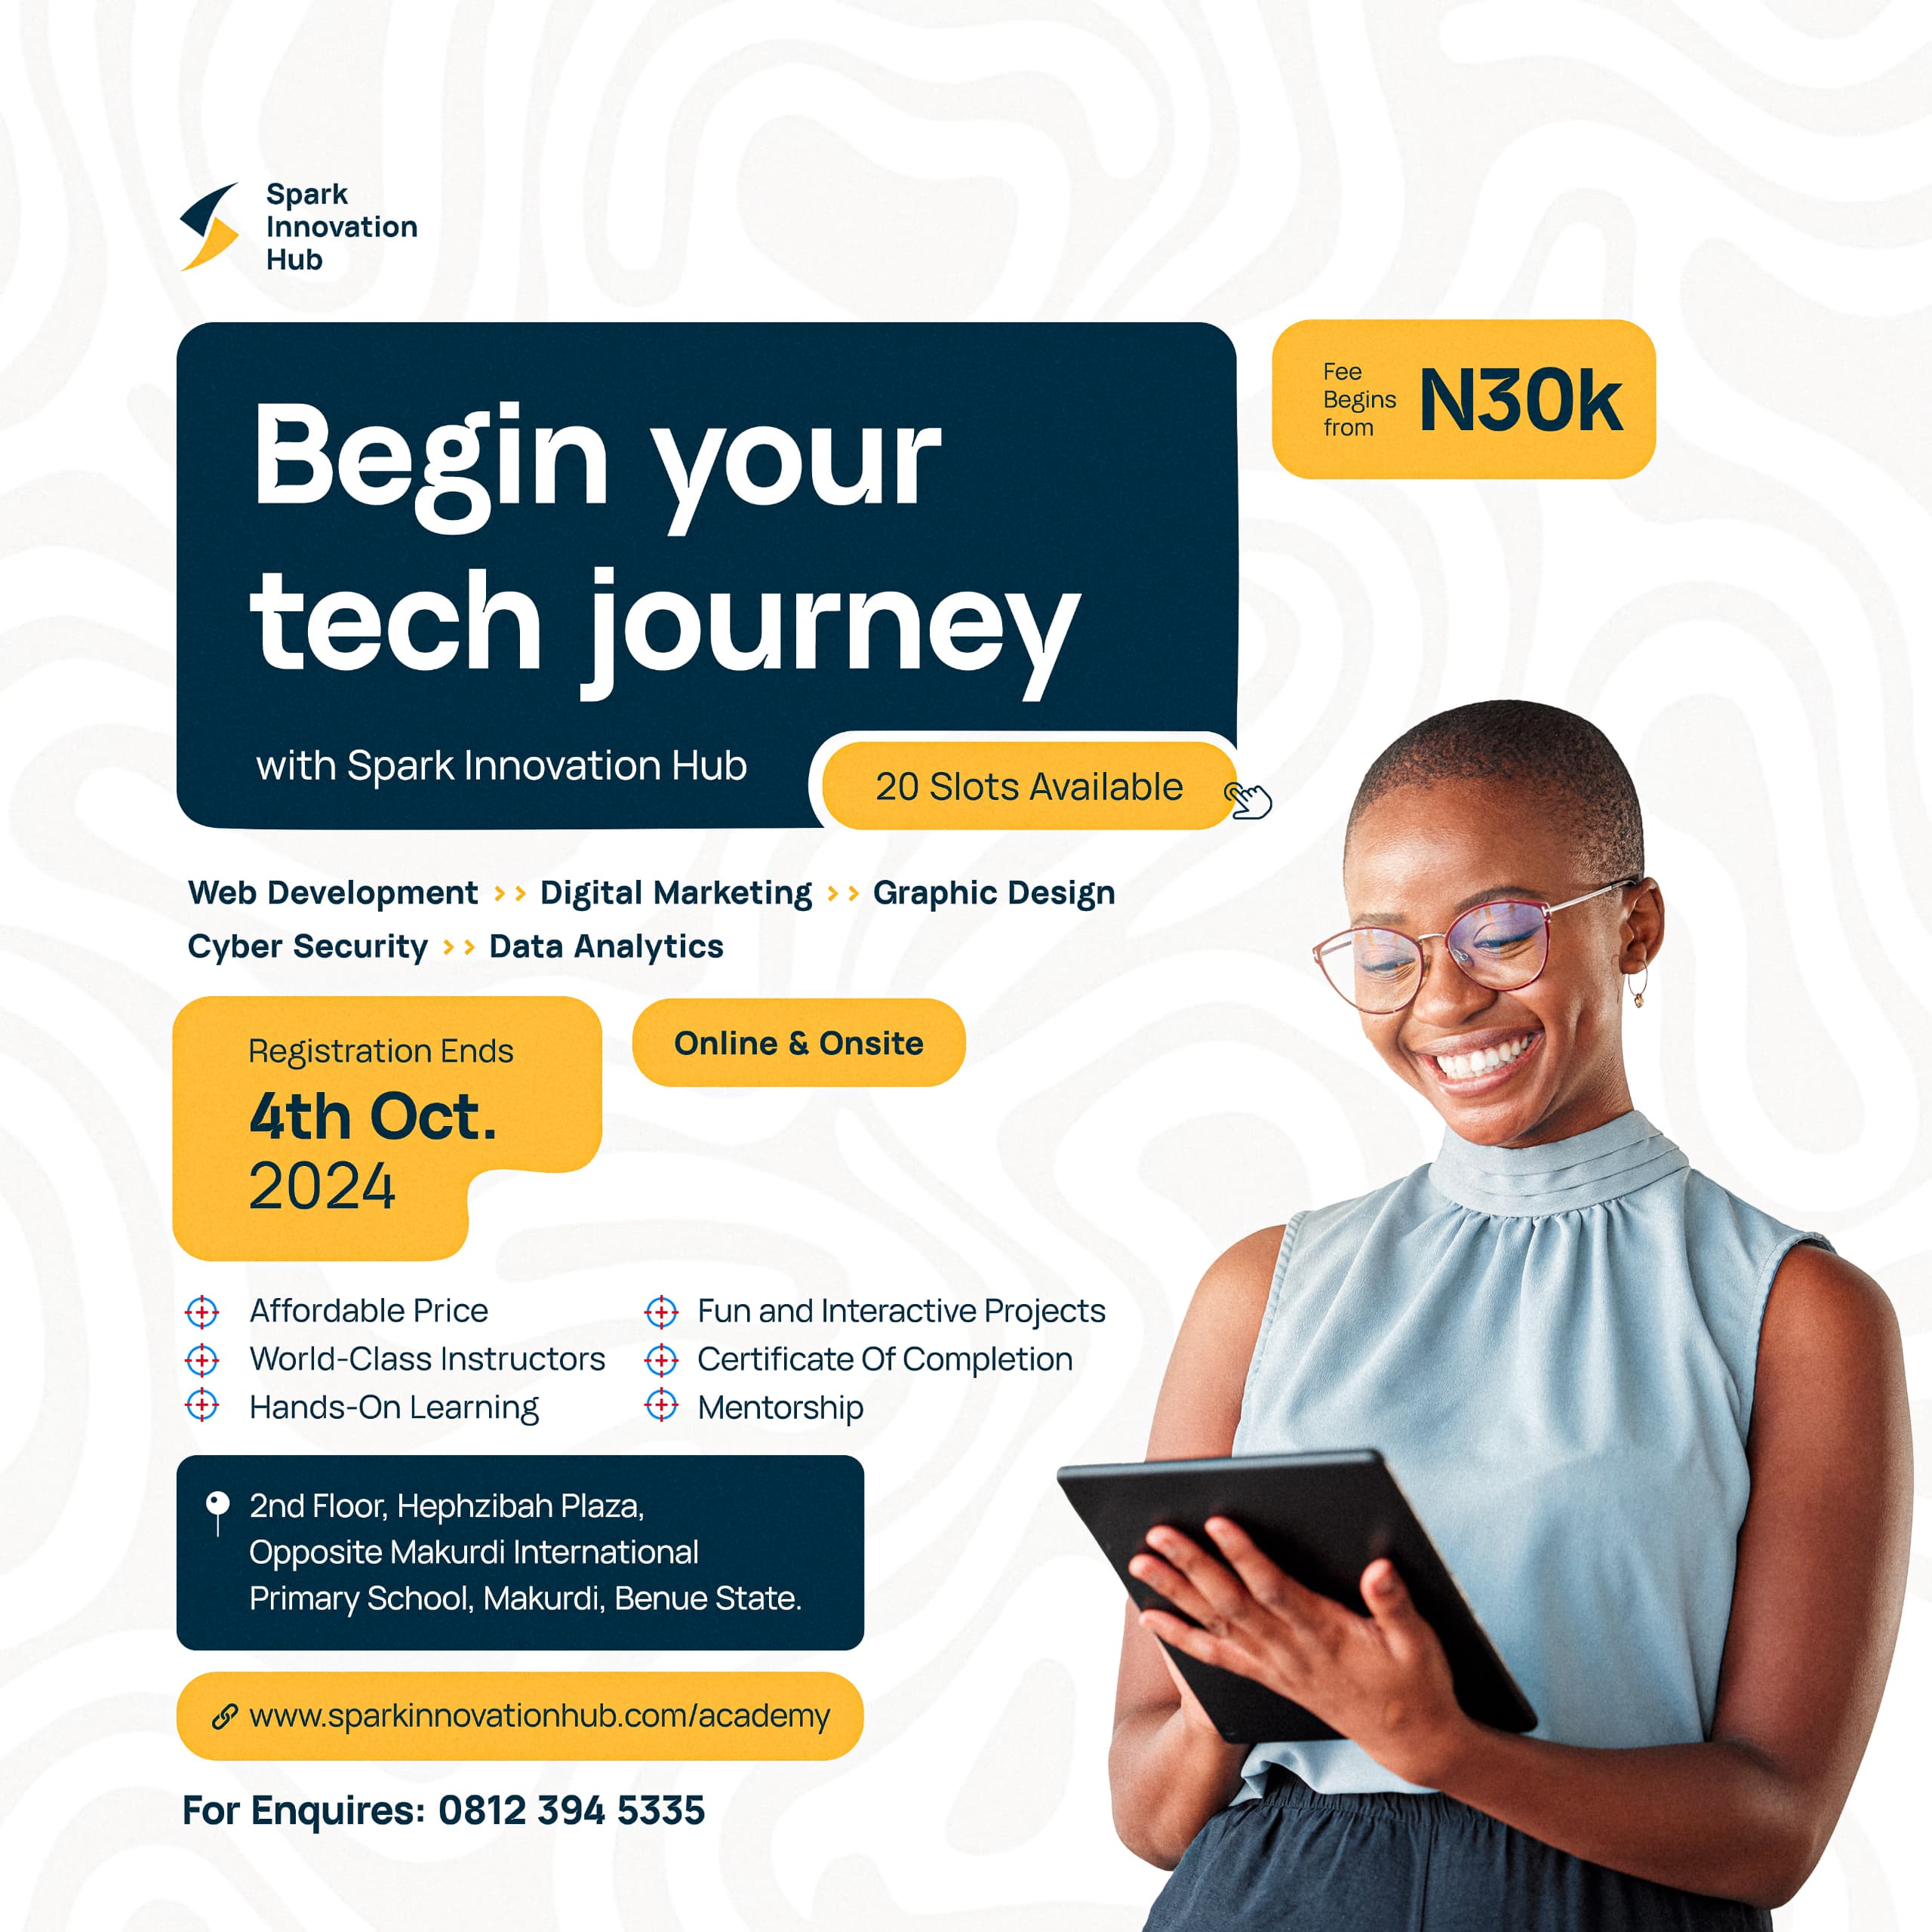 Spark
Innovation
Hub
Begin your
tech journey
with Spark Innovation Hub
20 Slots Available
Fee
Begins
from
N30k
Web Development >> Digital Marketing >> Graphic Design
Cyber Security >> Data Analytics
Registration Ends
4th Oct.
2024
Online & Onsite
Affordable Price
World-Class Instructors
Hands-On Learning
Fun and Interactive Projects
Certificate Of Completion
Mentorship
2nd Floor, Hephzibah Plaza,
Opposite Makurdi International
Primary School, Makurdi, Benue State.
www.sparkinnovationhub.com/academy
For Enquires: 0812 394 5335